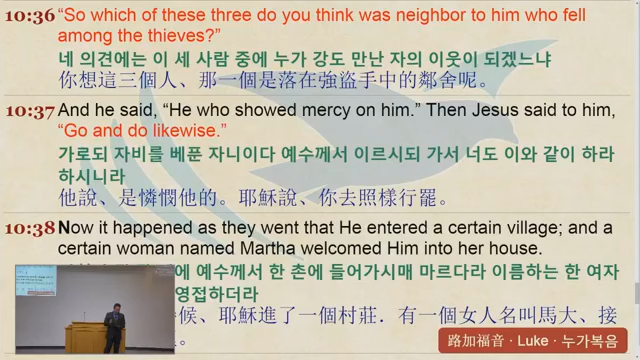 10:36 “So which of these three do you think was neighbor to him who fell
among the thieves?”
네 의견에는 이 세 사람 중에 누가 강도 만난 자의 이웃이 되겠느냐
你想這三個人、那一個是落在強盜手中的鄰舍呢。
10:37 And he said, “He who showed mercy on him.” Then Jesus said to him,
“Go and do likewise.”
가로되 자비를 베푼 자니이다 예수께서 이르시되 가서 너도 이와 같이 하라
하시니라
他說、是憐憫他的。耶穌說、你去照樣行罷。
10:38 Now it happened as they went that He entered a certain village; and a
certain woman named Martha welcomed Him into her house.
에 예수께서 한 촌에 들어가시매 마르다라 이름하는 한 여자
영접하더라
候、耶穌進了一個村莊．有一個女人名叫馬大、接
。
路加福音 · Luke · 누가복음